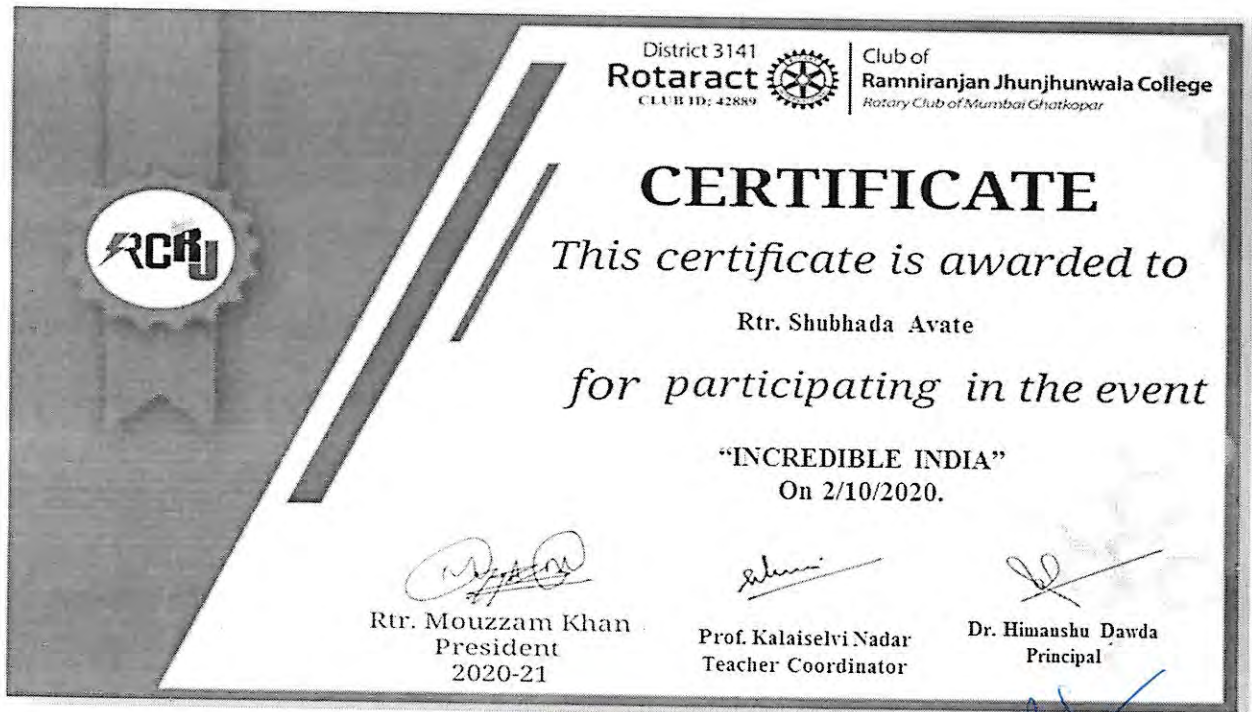 District 3141
Rotaract
CLUB ID: 42889
Club of
Ramniranjan Jhunjhunwala College
Rotary Club of Mumbai Ghatkopar
RCRJ
CERTIFICATE
This certificate is awarded to
Rtr. Shubhada Avate
for participating in the event
“INCREDIBLE INDIA”
On 2/10/2020.
Rtr. Mouzzam Khan
President
2020-21
Prof. Kalaiselvi Nadar
Teacher Coordinator
Dr. Himanshu Dawda
Principal